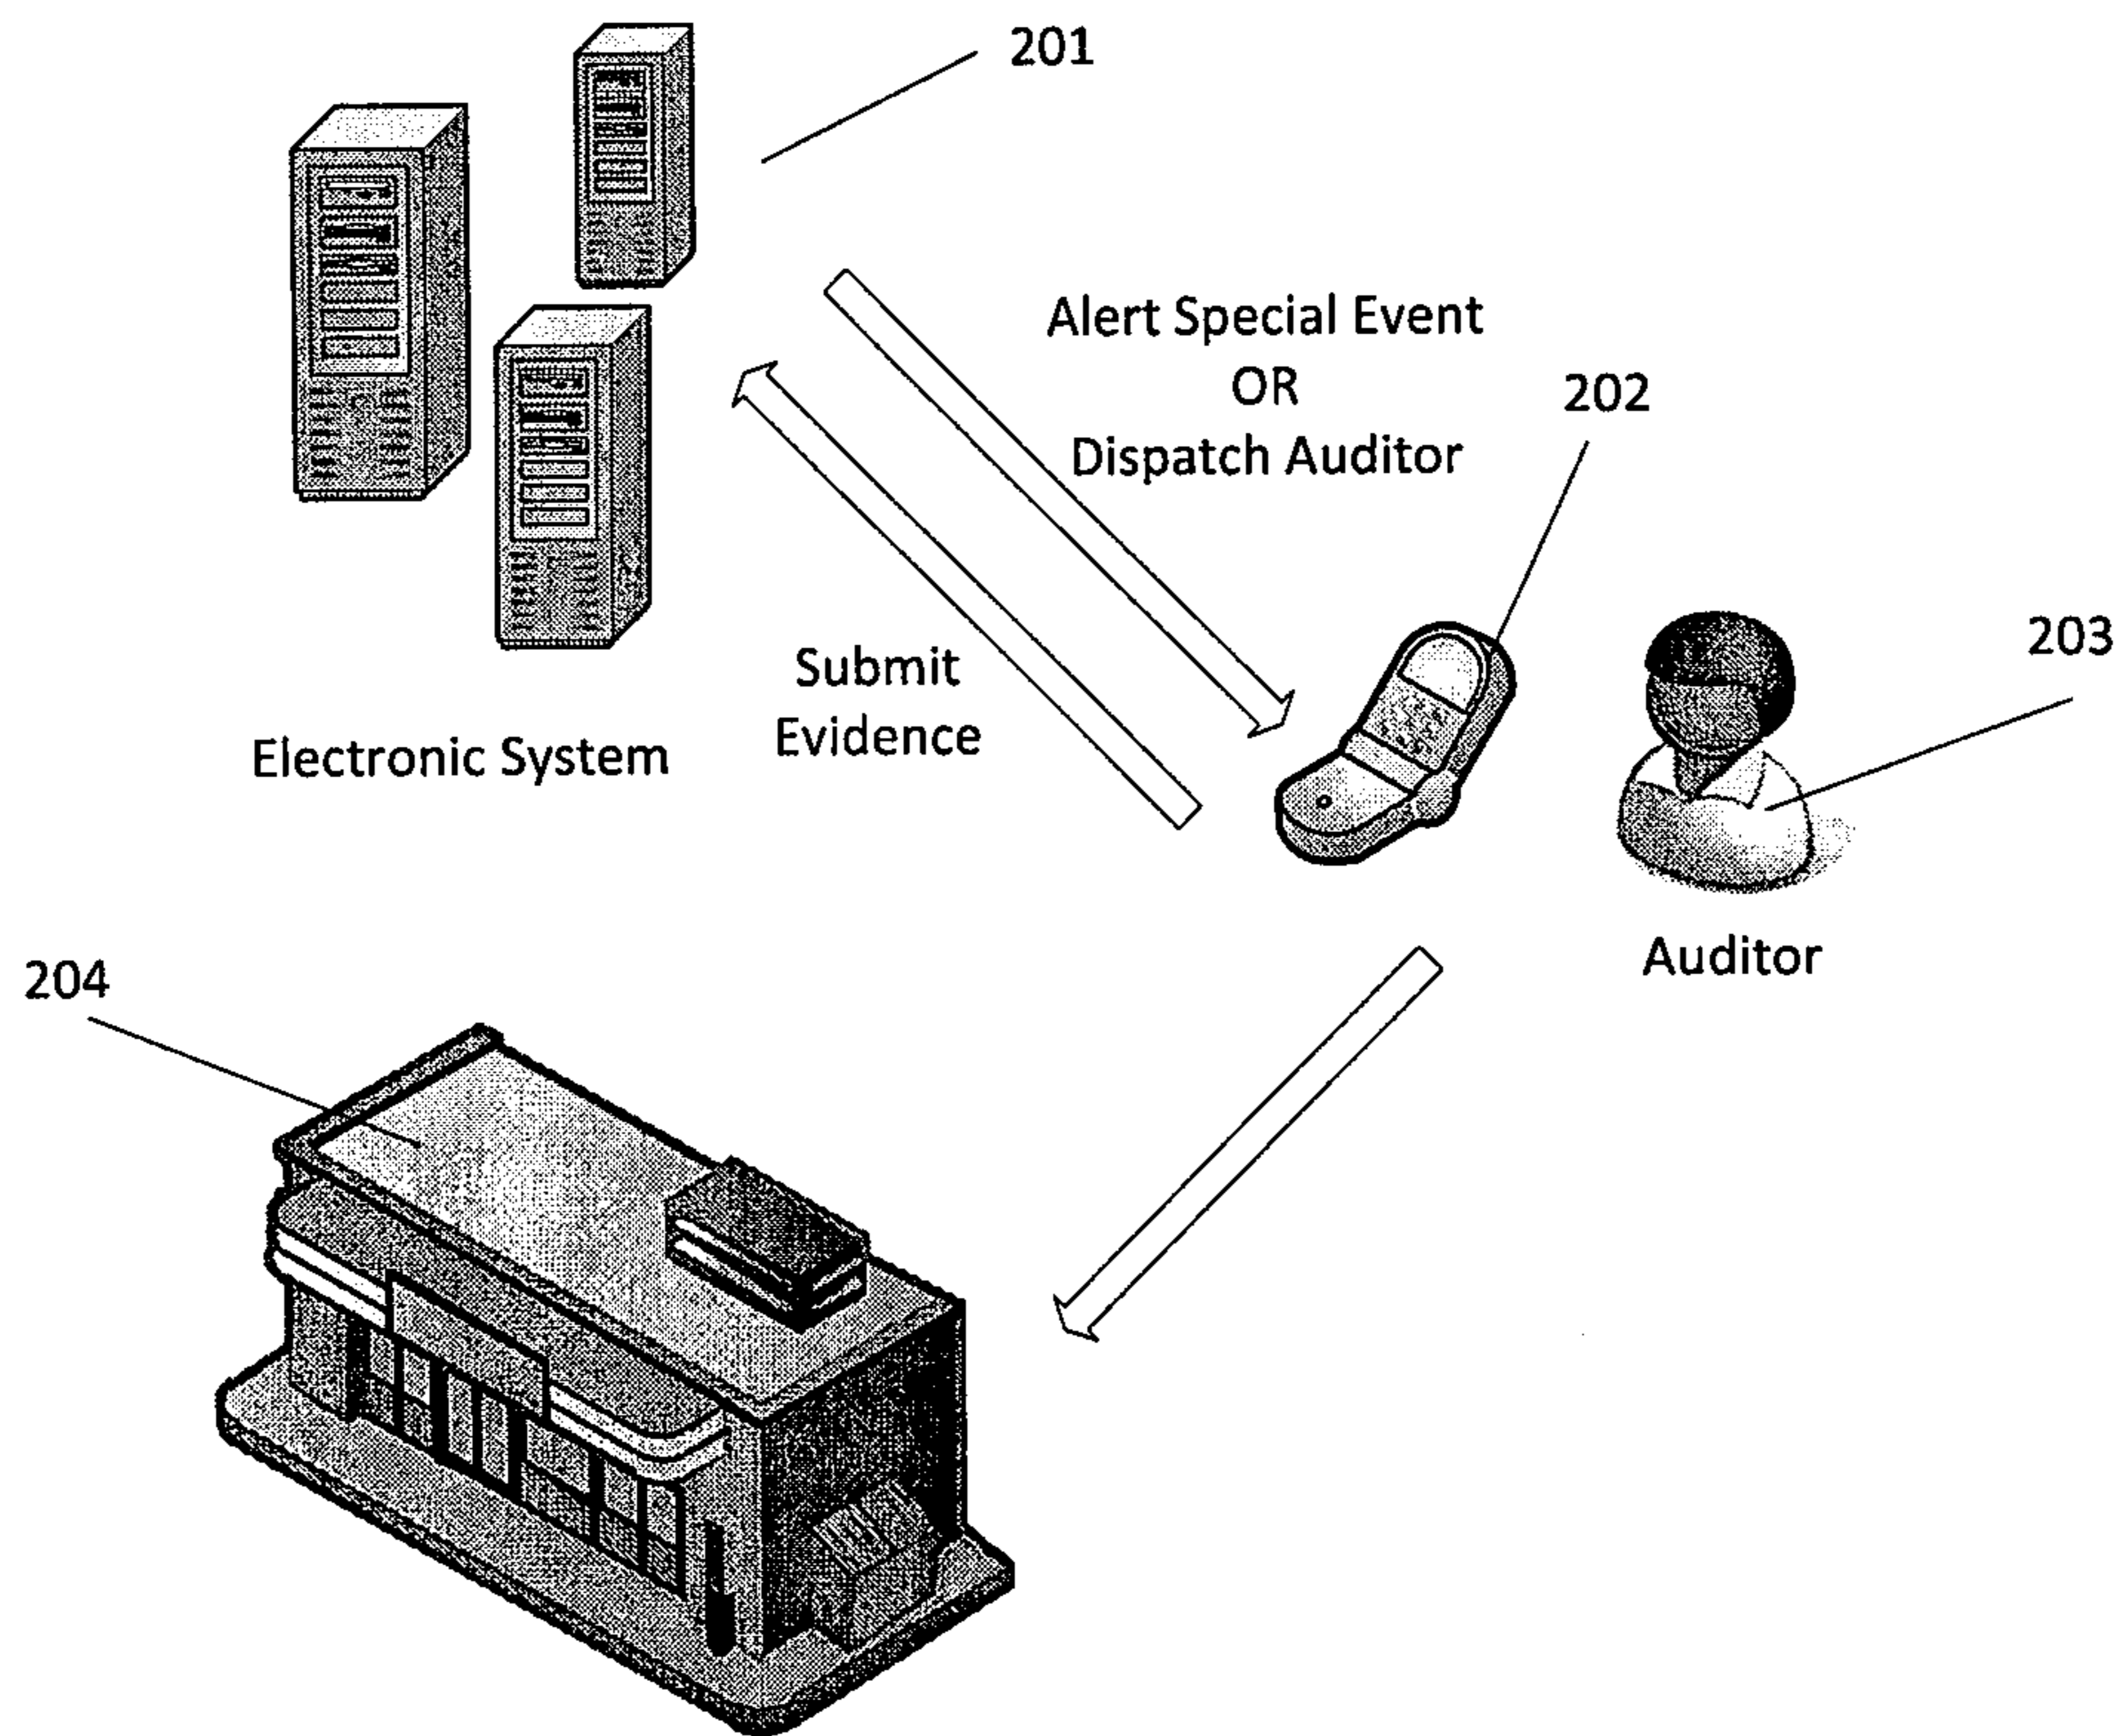 201
Alert Special Event
OR
Dispatch Auditor
202
203
Submit
Evidence
Electronic System
Auditor
204